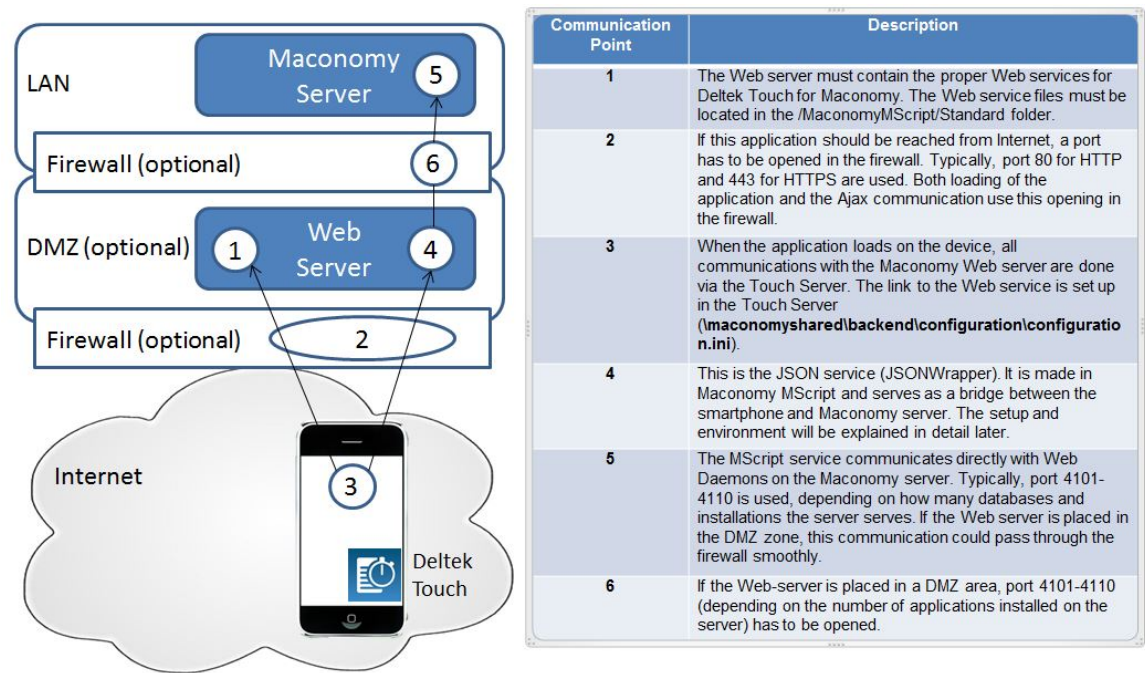 LAN
Maconomy
Server
5
Firewall (optional)
6
DMZ (optional)
1
Web
Server
4
Firewall (optional)
2
Internet
3
Deltek
Touch
Communication
Point
Description
1
The Web server must contain the proper Web services for
Deltek Touch for Maconomy. The Web service files must be
located in the /MaconomyMScript/Standard folder.
2
If this application should be reached from Internet, a port
has to be opened in the firewall. Typically, port 80 for HTTP
and 443 for HTTPS are used. Both loading of the
application and the Ajax communication use this opening in
the firewall.
3
When the application loads on the device, all
communications with the Maconomy Web server are done
via the Touch Server. The link to the Web service is set up
in the Touch Server
(\maconomyshared\backend\configuration\configuratio
n.ini).
4
This is the JSON service (JSONWrapper). It is made in
Maconomy MScript and serves as a bridge between the
smartphone and Maconomy server. The setup and
environment will be explained in detail later.
5
The MScript service communicates directly with Web
Daemons on the Maconomy server. Typically, port 4101-
4110 is used, depending on how many databases and
installations the server serves. If the Web server is placed in
the DMZ zone, this communication could pass through the
firewall smoothly.
6
If the Web-server is placed in a DMZ area, port 4101-4110
(depending on the number of applications installed on the
server) has to be opened.